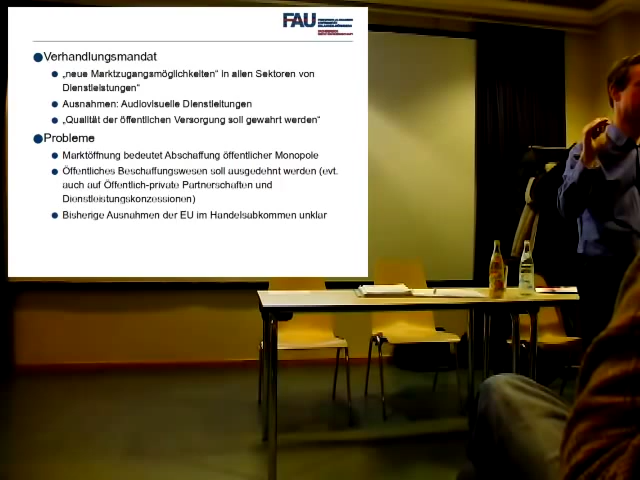 FAU
Verhandlungsmandat
„neue Marktzugangsmöglichkeiten“ in allen Sektoren von
Dienstleistungen“
Ausnahmen: Audiovisuelle Dienstleitungen
„Qualität der öffentlichen Versorgung soll gewahrt werden“
Probleme
Marktöffnung bedeutet Abschaffung öffentlicher Monopole
Öffentliches Beschaffungswesen soll ausgedehnt werden (evt.
auch auf Öffentlich-private Partnerschaften und
Dienstleistungskonzessionen)
Bisherige Ausnahmen der EU im Handelsabkommen unklar